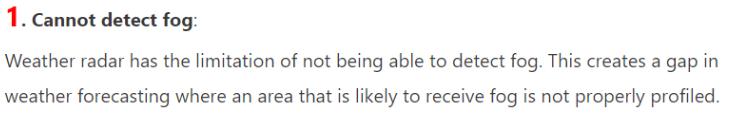 1. Cannot detect fog:
Weather radar has the limitation of not being able to detect fog. This creates a gap in
weather forecasting where an area that is likely to receive fog is not properly profiled.